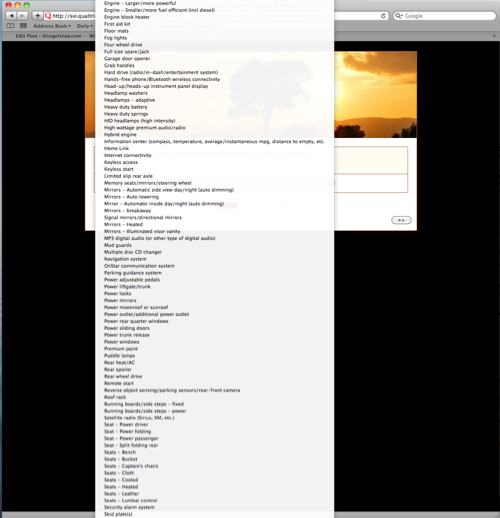 Engine - Larger/more powerful
Engine - Smaller/more fuel efficient (incl diesel)
http://svi.qualtri
Google
Engine block heater
First aid kit
Address Book
Daily
Floor mats
Fog lights
Edit Post ‹ thingsthat
Four wheel drive
Full size spare/jack
Garage door opener
Grab handles
Hard drive (radio/in-dash/entertainment system)
Hands-free phone/Bluetooth wireless connectivity
Head-up/heads-up instrument panel display
Headlamp washers
Headlamps - adaptive
Heavy duty battery
Heavy duty springs
HID headlamps (high intensity)
High wattage premium audio/radio
Hybrid engine
Information center (compass, temperature, average/instantaneous mpg, distance to empty, etc.
Home Link
Internet connectivity
Keyless access
Keyless start
Limited slip rear axle
Memory seats/mirrors/steering wheel
Mirrors - Automatic side view day/night (auto dimming)
Mirrors - Auto lowering
Mirror - Automatic inside day/night (auto dimming)
Mirrors - breakaway
Signal mirrors/directional mirrors
>>
Mirrors - Heated
Mirrors - Illuminated visor vanity
MP3 digital audio (or other type of digital audio)
Mud guards
Multiple disc CD changer
Navigation system
OnStar communication system
Parking guidance system
Power adjustable pedals
Power liftgate/trunk
Power locks
Power mirrors
Power moonroof or sunroof
Power outlet/additional power outlet
Power rear quarter windows
Power sliding doors
Power trunk release
Power windows
Premium paint
Puddle lamps
Rear heat/AC
Rear spoiler
Rear wheel drive
Remote start
Reverse object sensing/parking sensors/rear-front camera
Roof rack
Running boards/side steps - fixed
Running boards/side steps - power
Satellite radio (Sirius, XM, etc.)
Seat - Power driver
Seat - Power folding
Seat - Power passenger
Seat - Split folding rear
Seats - Bench
Seats - Bucket
Seats - Captain's chairs
Seats - Cloth
Seats - Cooled
Seats - Heated
Seats - Leather
Seats - Lumbar control
Security alarm system
Skid plate(s)